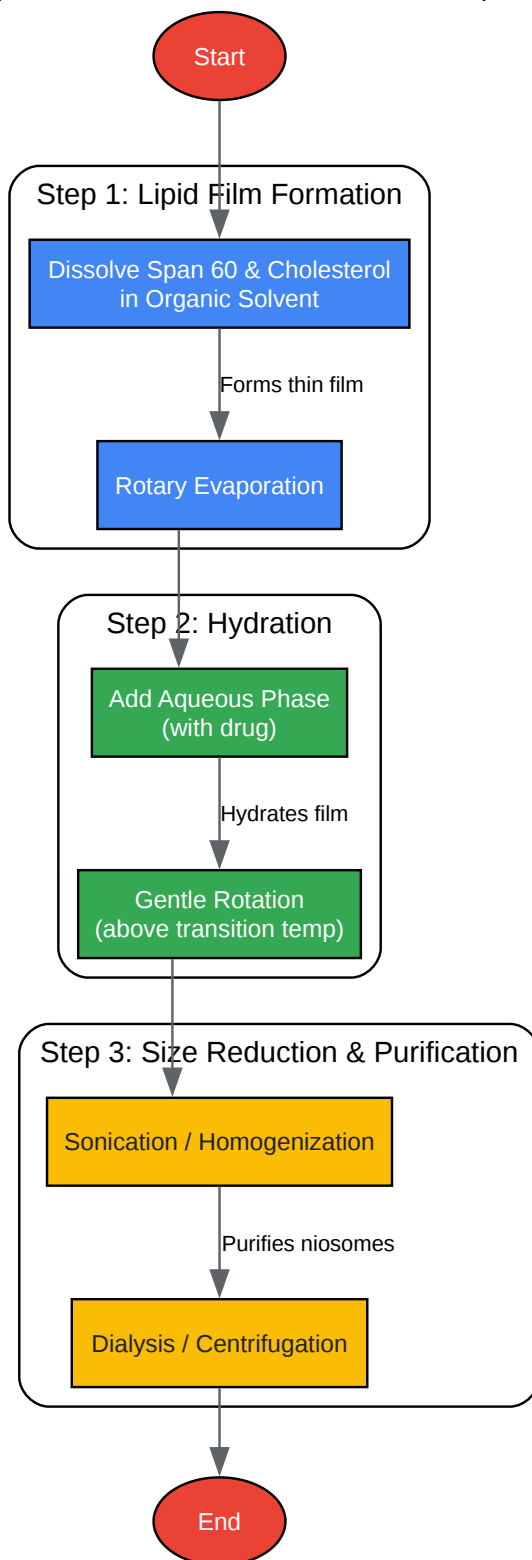 Start
Step 1: Lipid Film Formation
Dissolve Span 60 & Cholesterol
in Organic Solvent
Forms thin film
Rotary Evaporation
Step 2: Hydration
Add Aqueous Phase
(with drug)
Hydrates film
Gentle Rotation
(above transition temp)
Step 3: Size Reduction & Purification
Sonication / Homogenization
Purifies niosomes
Dialysis / Centrifugation
End